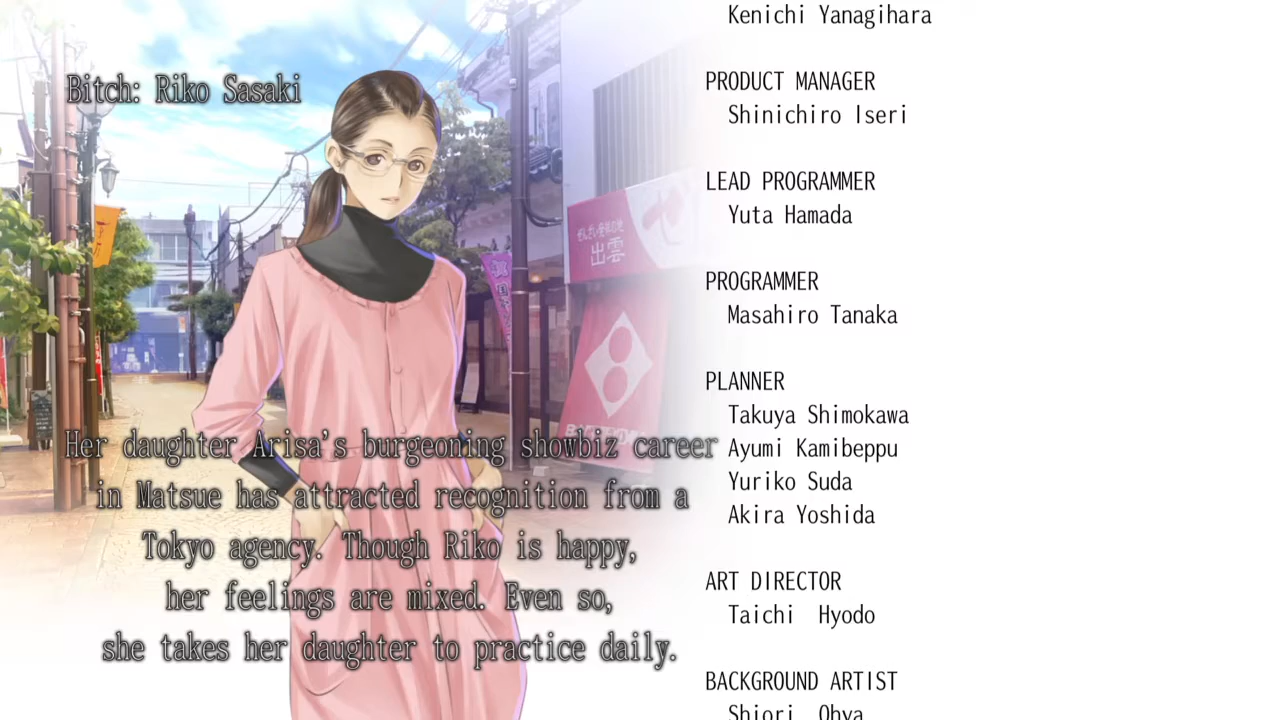 Bitch: Riko Sasaki
Her daughter Arisa's burgeoning showbiz career
in Matsue has attracted recognition from a
Tokyo agency. Though Riko is happy,
her feelings are mixed. Even so,
she takes her daughter to practice daily.
Kenichi Yanagihara
PRODUCT MANAGER
Shinichiro Iseri
LEAD PROGRAMMER
Yuta Hamada
PROGRAMMER
Masahiro Tanaka
PLANNER
Takuya Shimokawa
Ayumi Kamibeppu
Yuriko Suda
Akira Yoshida
ART DIRECTOR
Taichi Hyodo
BACKGROUND ARTIST
Shiori Ohya
出雲
せ